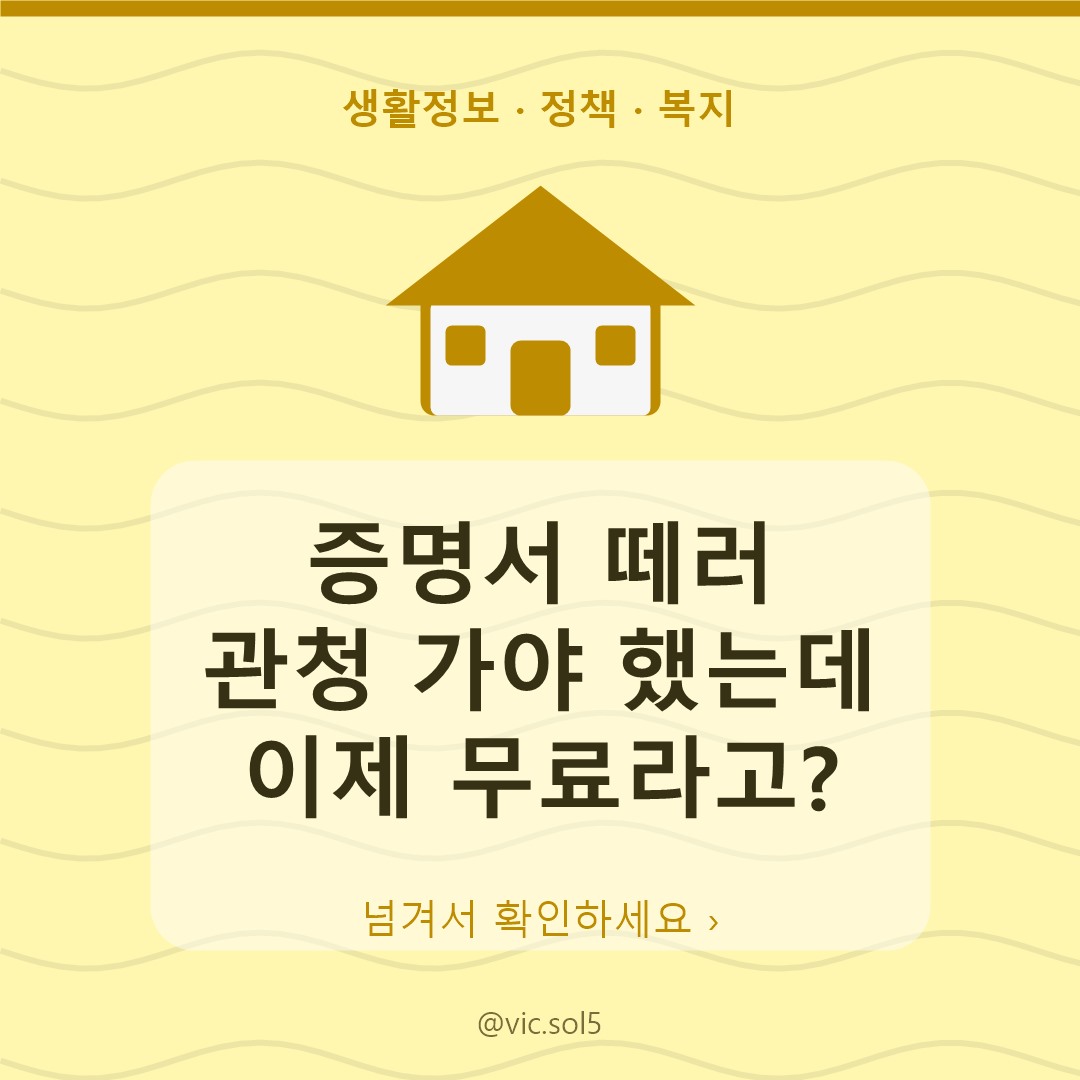 생활정보 · 정책 · 복지
증명서 떼러
관청 가야 했는데
이제 무료라고?
넘겨서 확인하세요 ›
@vic.sol5